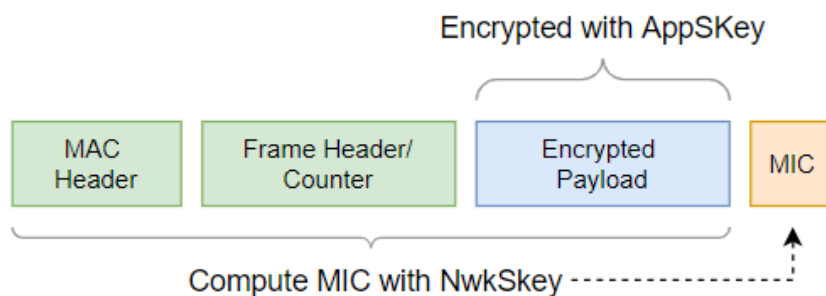 Encrypted with AppSKey
MAC
Header
Frame Header/
Counter
Encrypted
Payload
MIC
Compute MIC with NwkSkey